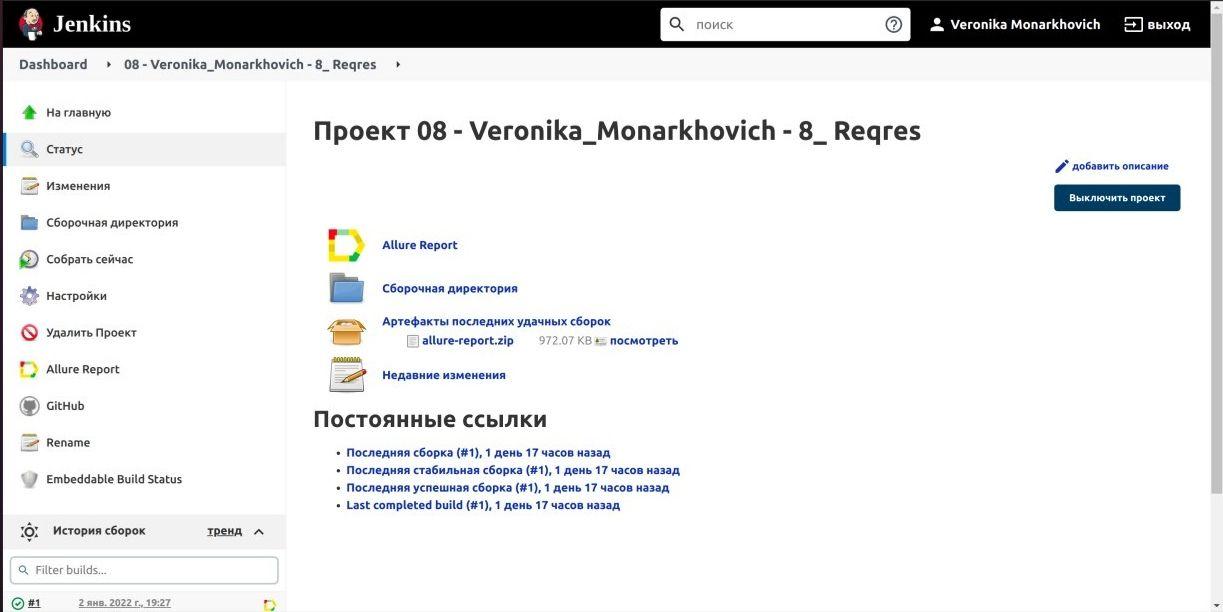 Jenkins
поиск
Veronika Monarkhovich
выход
Dashboard
08 - Veronika_Monarkhovich - 8_ Reqres
На главную
Статус
Изменения
Сборочная директория
Собрать сейчас
Настройки
Удалить Проект
Allure Report
GitHub
Rename
Embeddable Build Status
История сборок тренд
Filter builds...
#1 2 янв. 2022 г., 19:27
Проект 08 - Veronika_Monarkhovich - 8_ Reqres
добавить описание
Выключить проект
Allure Report
Сборочная директория
Артефакты последних удачных сборок
allure-report.zip 972.07 KB посмотреть
Недавние изменения
Постоянные ссылки
• Последняя сборка (#1), 1 день 17 часов назад
• Последняя стабильная сборка (#1), 1 день 17 часов назад
• Последняя успешная сборка (#1), 1 день 17 часов назад
• Last completed build (#1), 1 день 17 часов назад